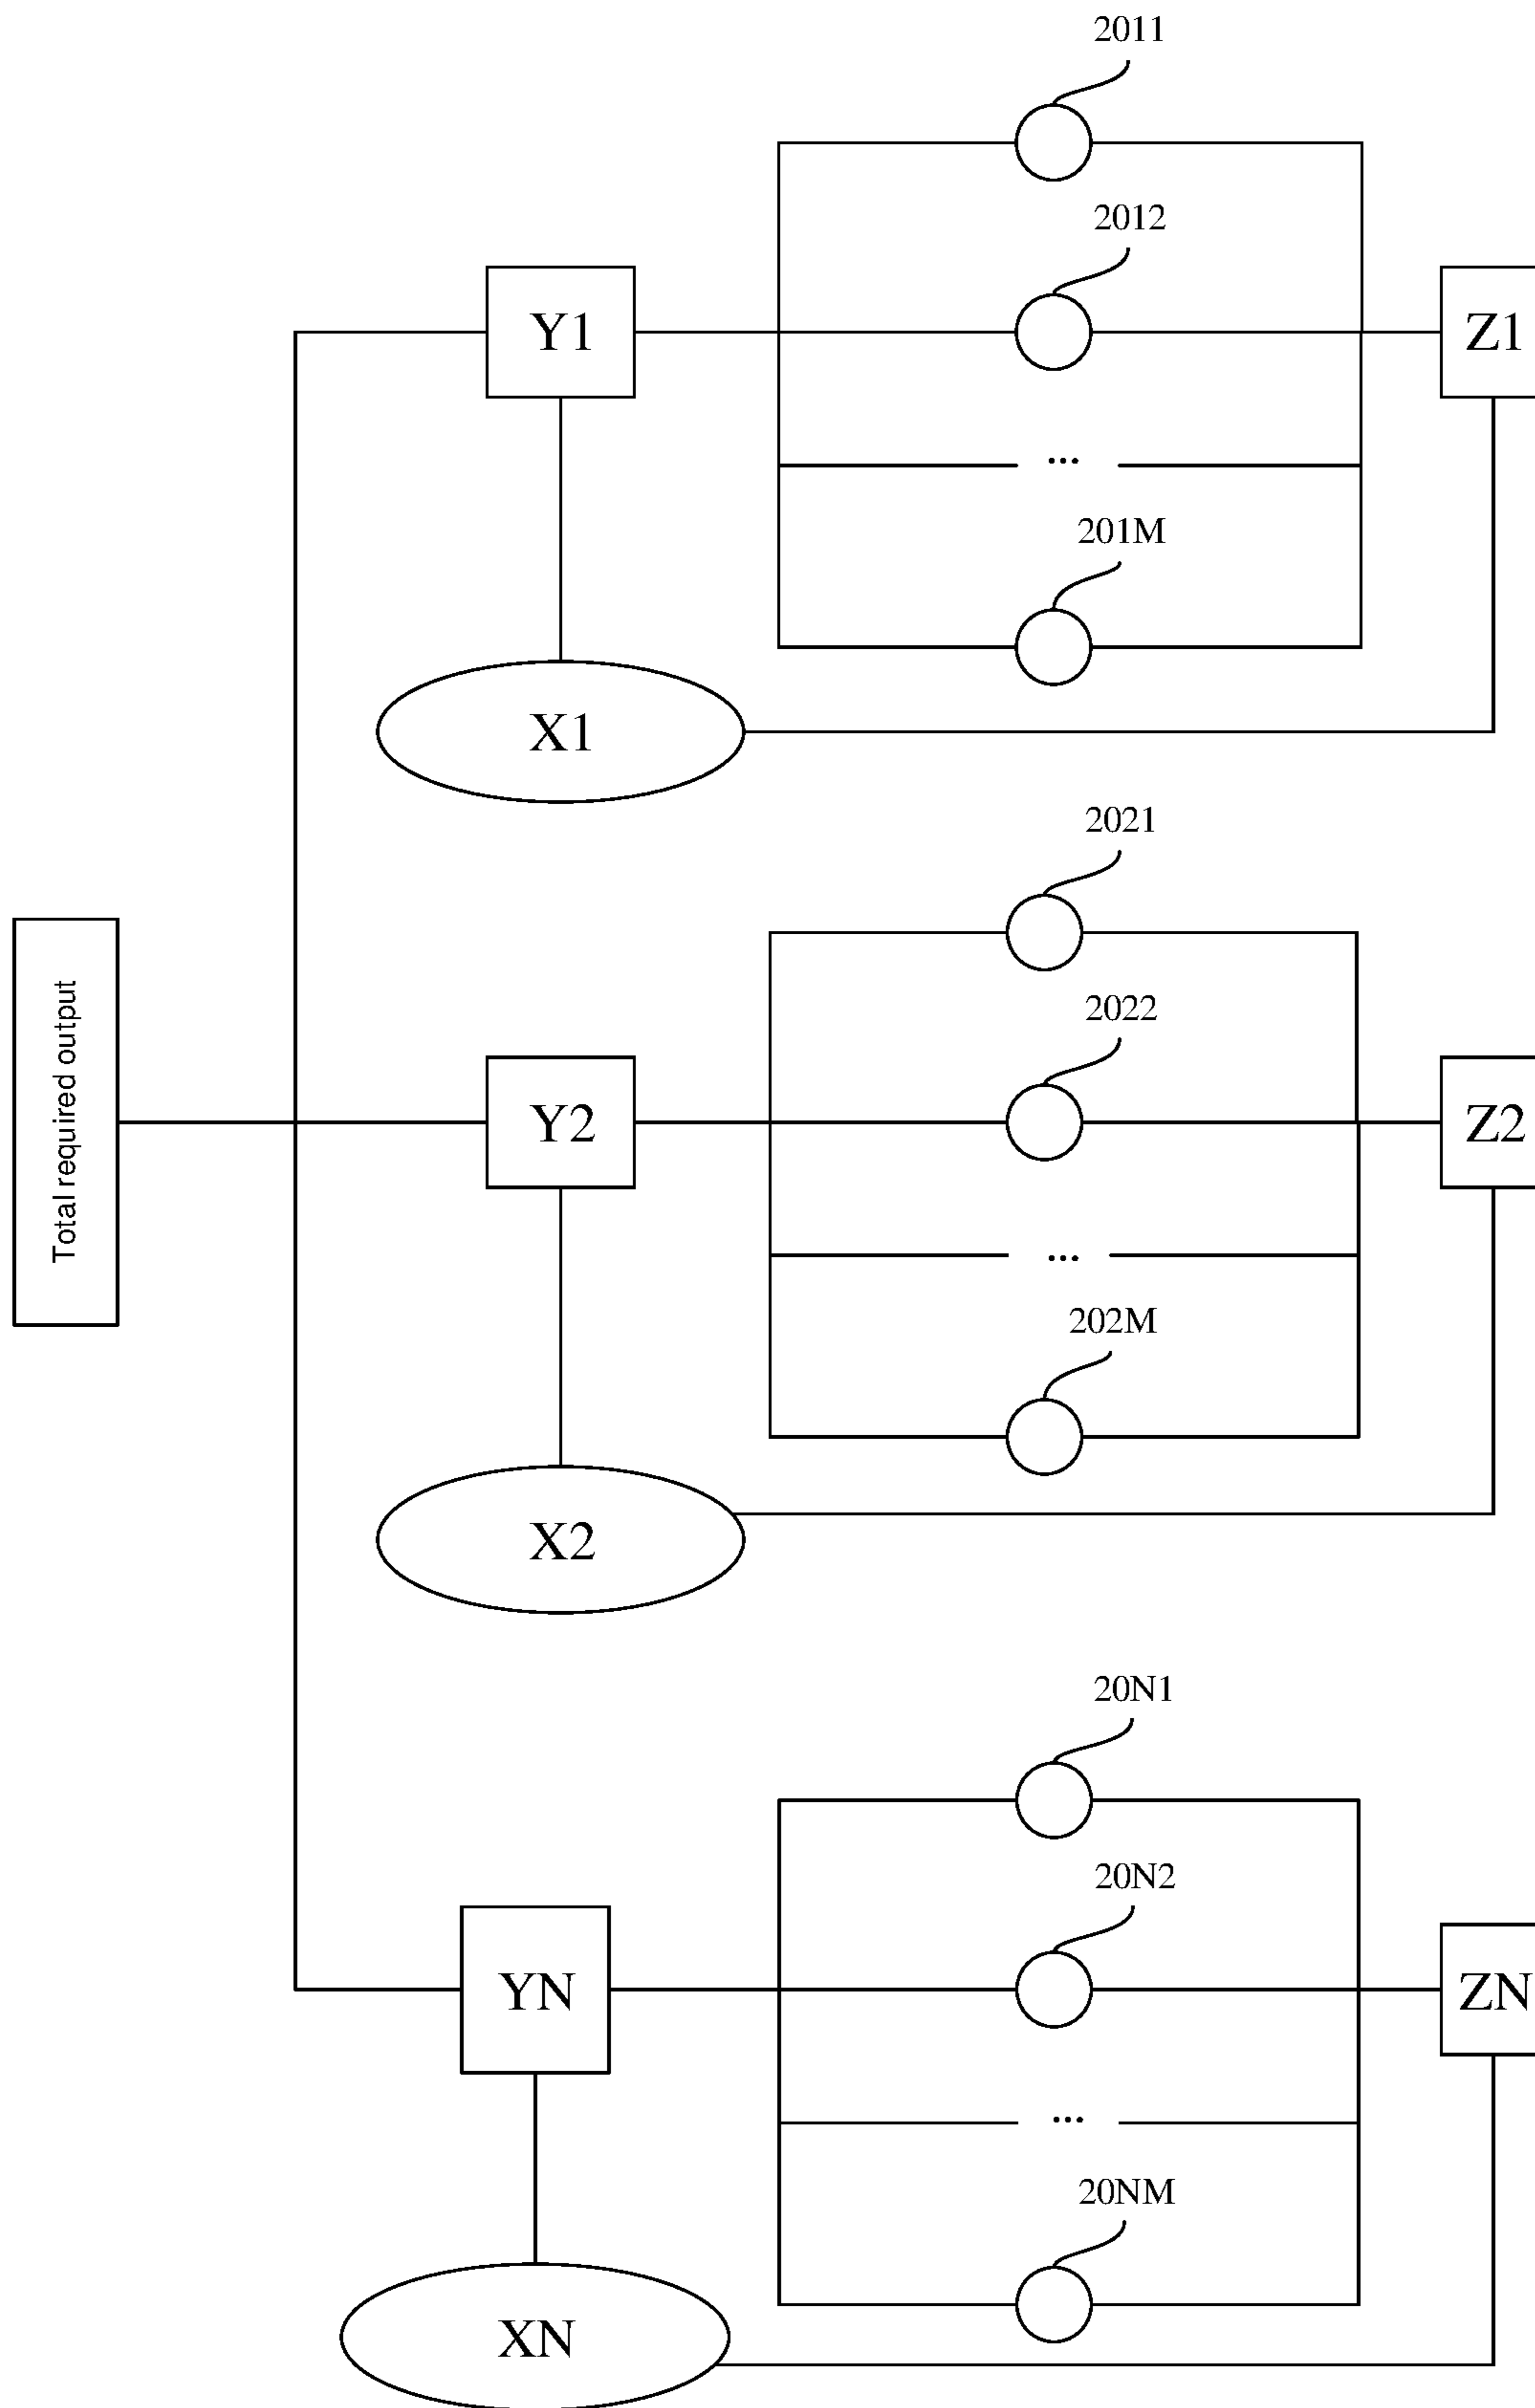 2011
2012
Y1
Z1
...
201M
X1
2021
Total required output
2022
Y2
Z2
...
202M
X2
20N1
20N2
YN
ZN
...
20NM
XN